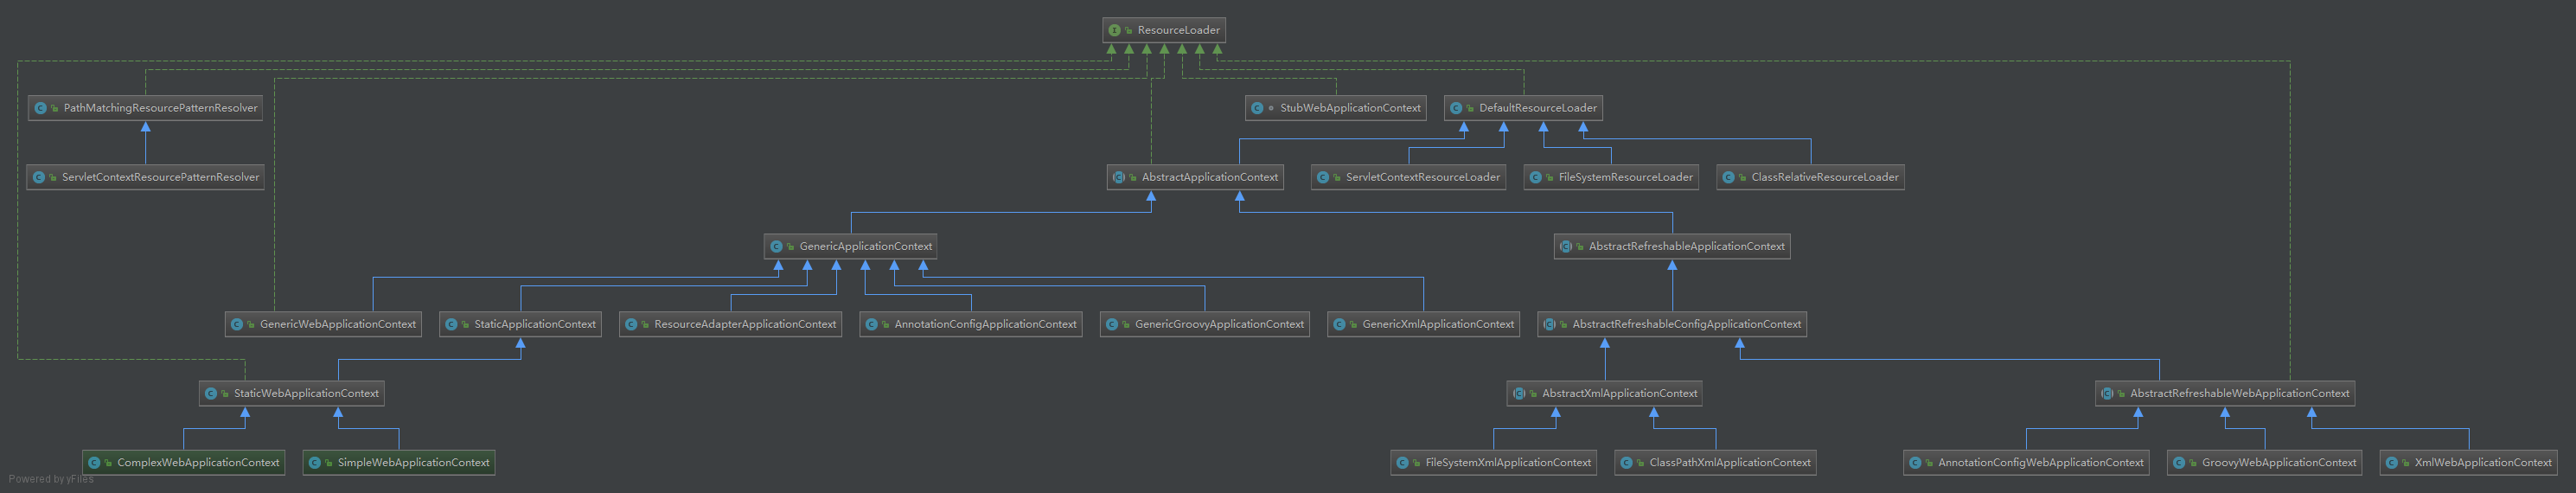 ResourceLoader
PathMatchingResourcePatternResolver
StubWebApplicationContext
DefaultResourceLoader
ServletContextResourcePatternResolver
AbstractApplicationContext
ServletContextResourceLoader
FileSystemResourceLoader
ClassRelativeResourceLoader
GenericApplicationContext
AbstractRefreshableApplicationContext
GenericWebApplicationContext
StaticApplicationContext
ResourceAdapterApplicationContext
AnnotationConfigApplicationContext
GenericGroovyApplicationContext
GenericXmlApplicationContext
AbstractRefreshableConfigApplicationContext
StaticWebApplicationContext
AbstractXmlApplicationContext
AbstractRefreshableWebApplicationContext
ComplexWebApplicationContext
SimpleWebApplicationContext
FileSystemXmlApplicationContext
ClassPathXmlApplicationContext
AnnotationConfigWebApplicationContext
GroovyWebApplicationContext
XmlWebApplicationContext
Powered by yFiles